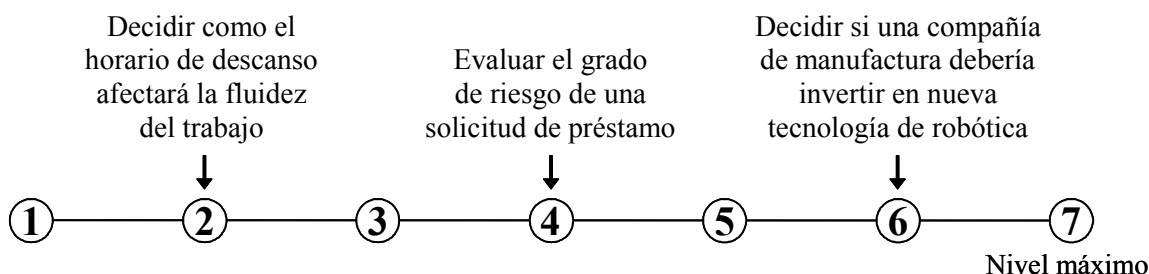 Decidir como el
horario de descanso
afectará la fluidez
del trabajo
Evaluar el grado
de riesgo de una
solicitud de préstamo
Decidir si una compañía
de manufactura debería
invertir en nueva
tecnología de robótica
1 2 3 4 5 6 7
Nivel máximo